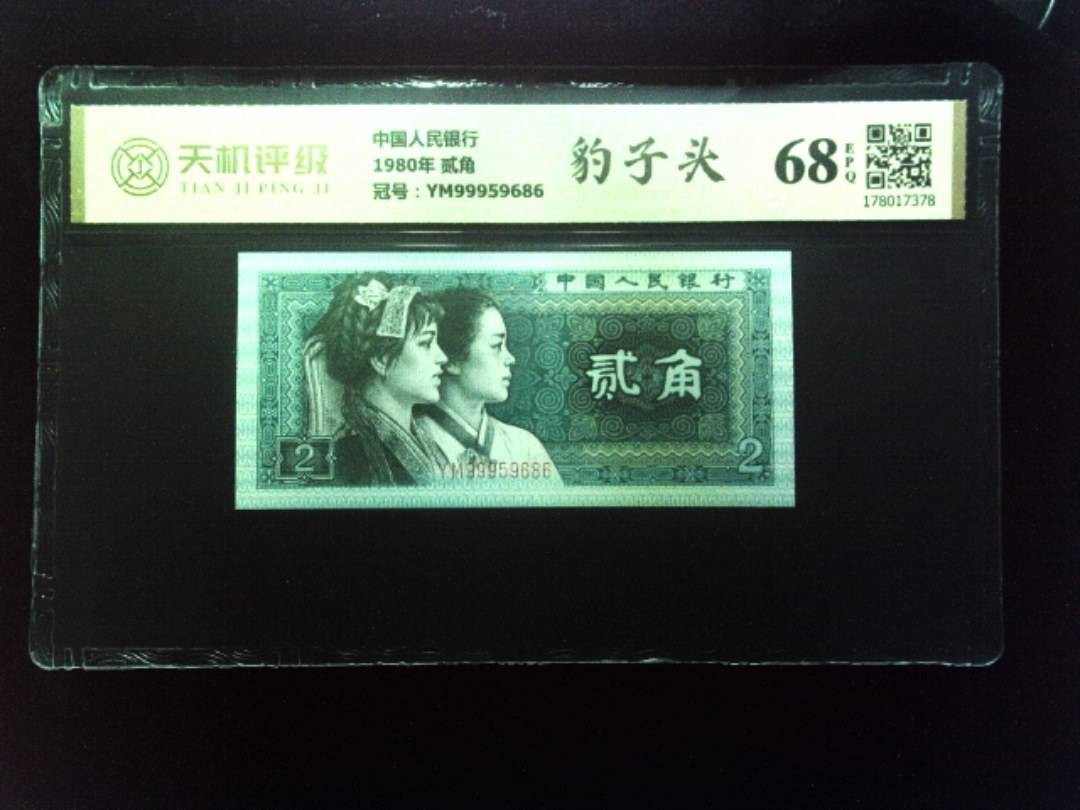 天机评级
TIAN JI PING JI
中国人民银行
1980年 贰角
冠号：YM99959686
豹子头
68
EPQ
178017378
中国人民银行
贰角
2
2
YM99959686